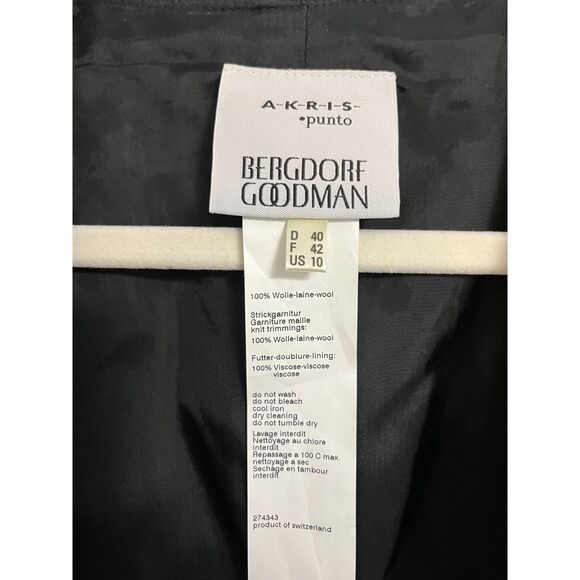 A-K-R-I-S-
•punto
BERGDORF
GOODMAN
D 40
F 42
US 10
100% Wolle-laine-wool
Strickgarnitur
Garniture maille
knit trimmings:
100% Wolle-laine-wool
Futter-doublure-lining:
100% Viscose-viscose
viscose
do not wash
do not bleach
cool iron
dry cleaning
do not tumble dry
Lavage interdit
Nettoyage au chlore
interdit
Repassage a 100 C max.
nettoyage a sec
Sechage en tambour
interdit
274343
product of switzerland